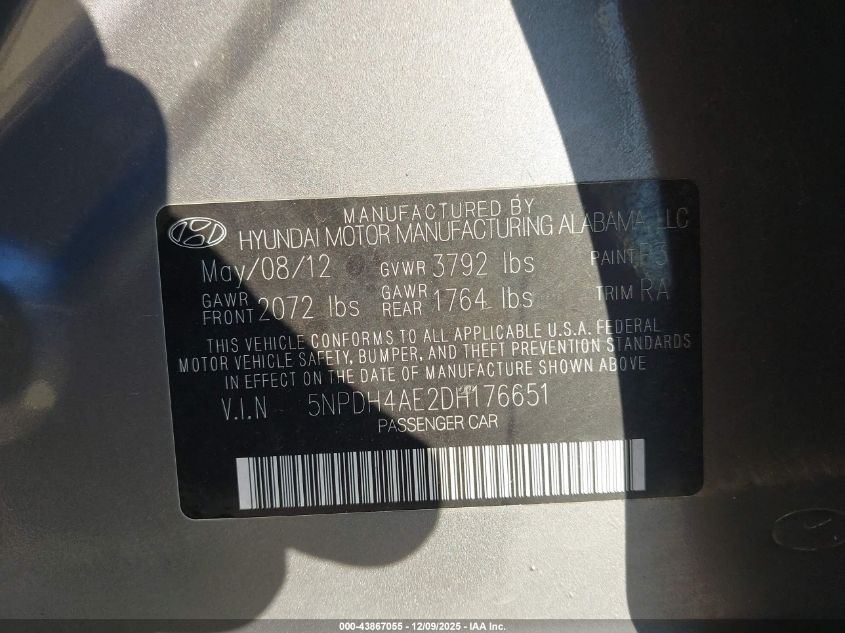 MANUFACTURED BY
HYUNDAI MOTOR MANUFACTURING ALABAMA, LLC
May/08/12 GVWR 3792 lbs PAINT
GAWR FRONT 2072 lbs GAWR REAR 1764 lbs TRIM RA
THIS VEHICLE CONFORMS TO ALL APPLICABLE U.S.A. FEDERAL
MOTOR VEHICLE SAFETY, BUMPER, AND THEFT PREVENTION STANDARDS
IN EFFECT ON THE DATE OF MANUFACTURE SHOWN ABOVE
V.I.N 5NPDH4AE2DH176651
PASSENGER CAR
000-43867055 - 12/09/2025 - IAA Inc.